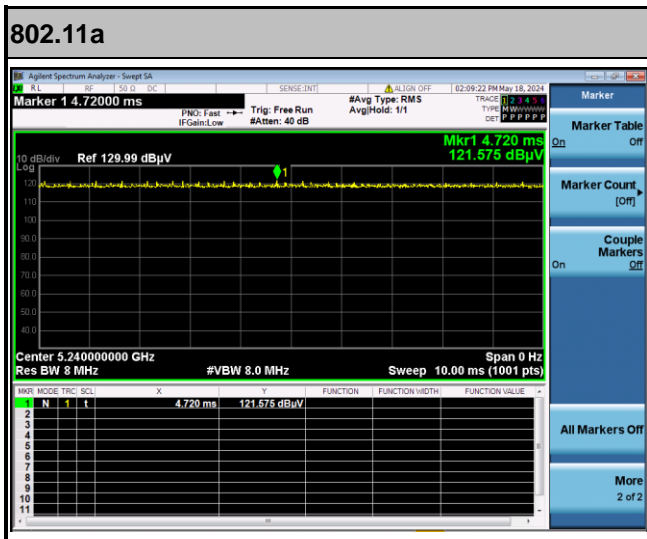 802.11a
Agilent Spectrum Analyzer - Swept SA
RL RF 50 Ω DC SENSE:INT ALIGN OFF 02:09:22 PM May 18, 2024
Marker 1 4.72000 ms
PNO: Fast Trig: Free Run #Avg Type: RMS TRACE 1 2 3 4 5 6
IFGain:Low #Atten: 40 dB Avg|Hold: 1/1 TYPE M W W W W W
DET P P P P P P
Mkr1 4.720 ms
121.575 dBµV
10 dB/div Ref 129.99 dBµV
Log
1
120
110
100
90.0
80.0
70.0
60.0
50.0
40.0
Center 5.240000000 GHz Span 0 Hz
Res BW 8 MHz #VBW 8.0 MHz Sweep 10.00 ms (1001 pts)
MKR MODE TRC SCL X Y FUNCTION FUNCTION WIDTH FUNCTION VALUE
1 N 1 t 4.720 ms 121.575 dBµV
2
3
4
5
6
7
8
9
10
11
Marker
Marker Table
On Off
Marker Count
[Off]
Couple
Markers
On Off
All Markers Off
More
2 of 2